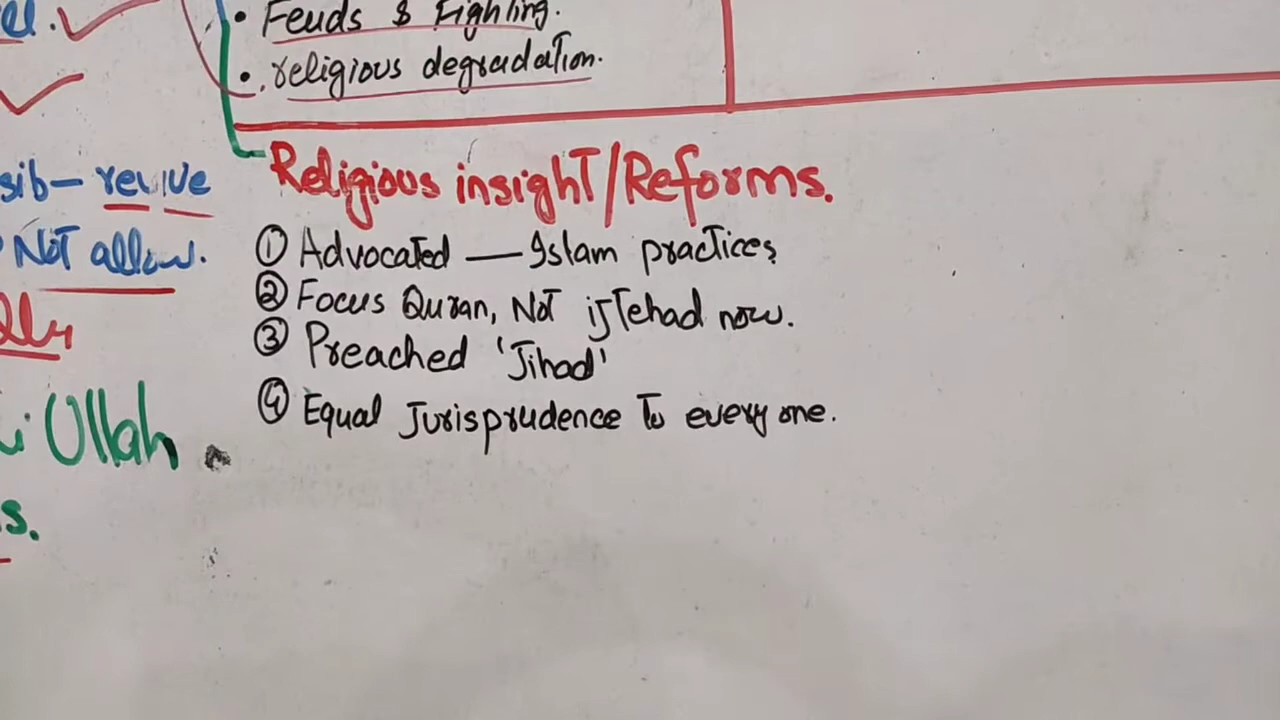 • Feuds & Fighting.
• religious degradation.
sib- revive
Not allow.
Ullah
s.
Religious insight/Reforms.
① Advocated — Islam practices
② Focus Quran, Not ijtehad now.
③ Preached 'Jihad'
④ Equal Jurisprudence To every one.